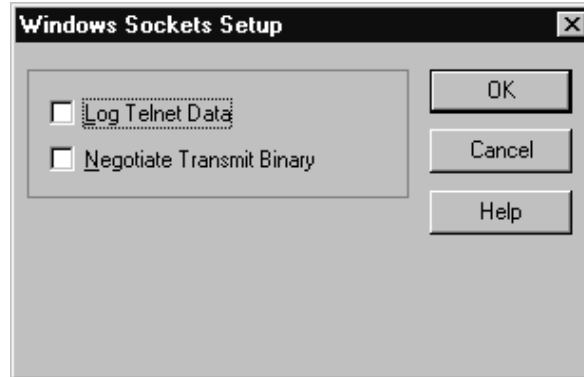 Windows Sockets Setup
Log Telnet Data
Negotiate Transmit Binary
OK
Cancel
Help